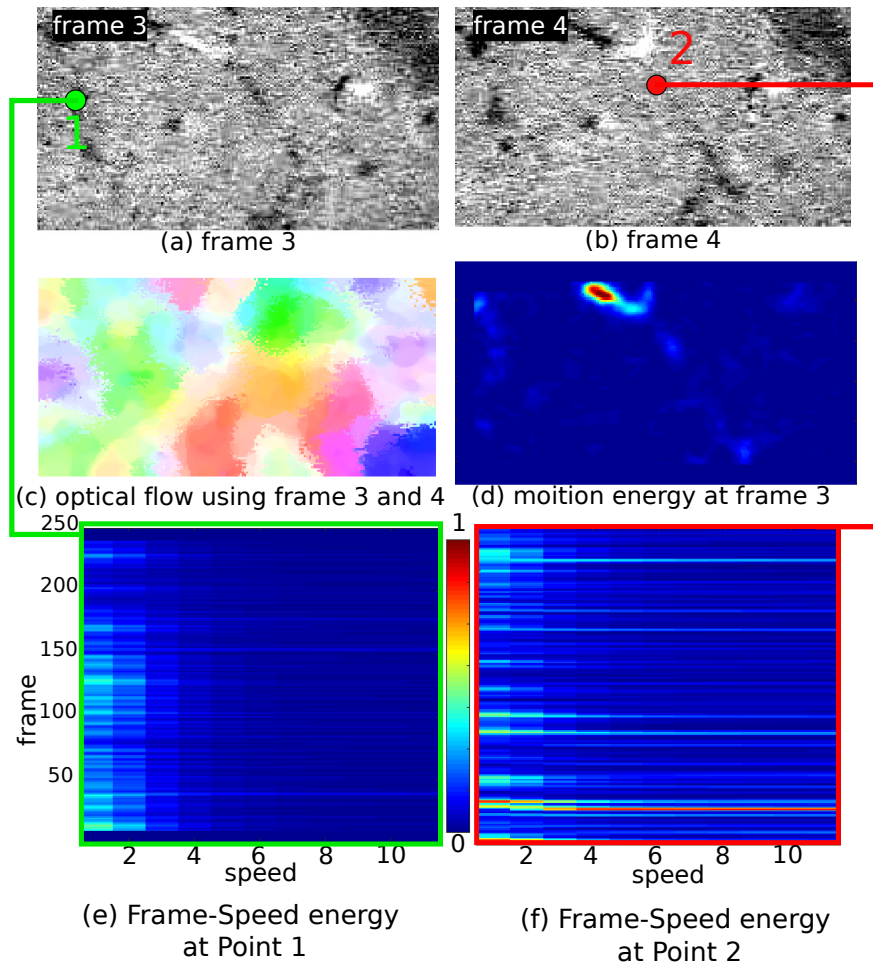 frame 3
frame 4
1
2
(a) frame 3
(b) frame 4
(c) optical flow using frame 3 and 4
(d) moition energy at frame 3
250
200
150
100
50
frame
2 4 6 8 10
speed
1
0
2 4 6 8 10
speed
(e) Frame-Speed energy
at Point 1
(f) Frame-Speed energy
at Point 2